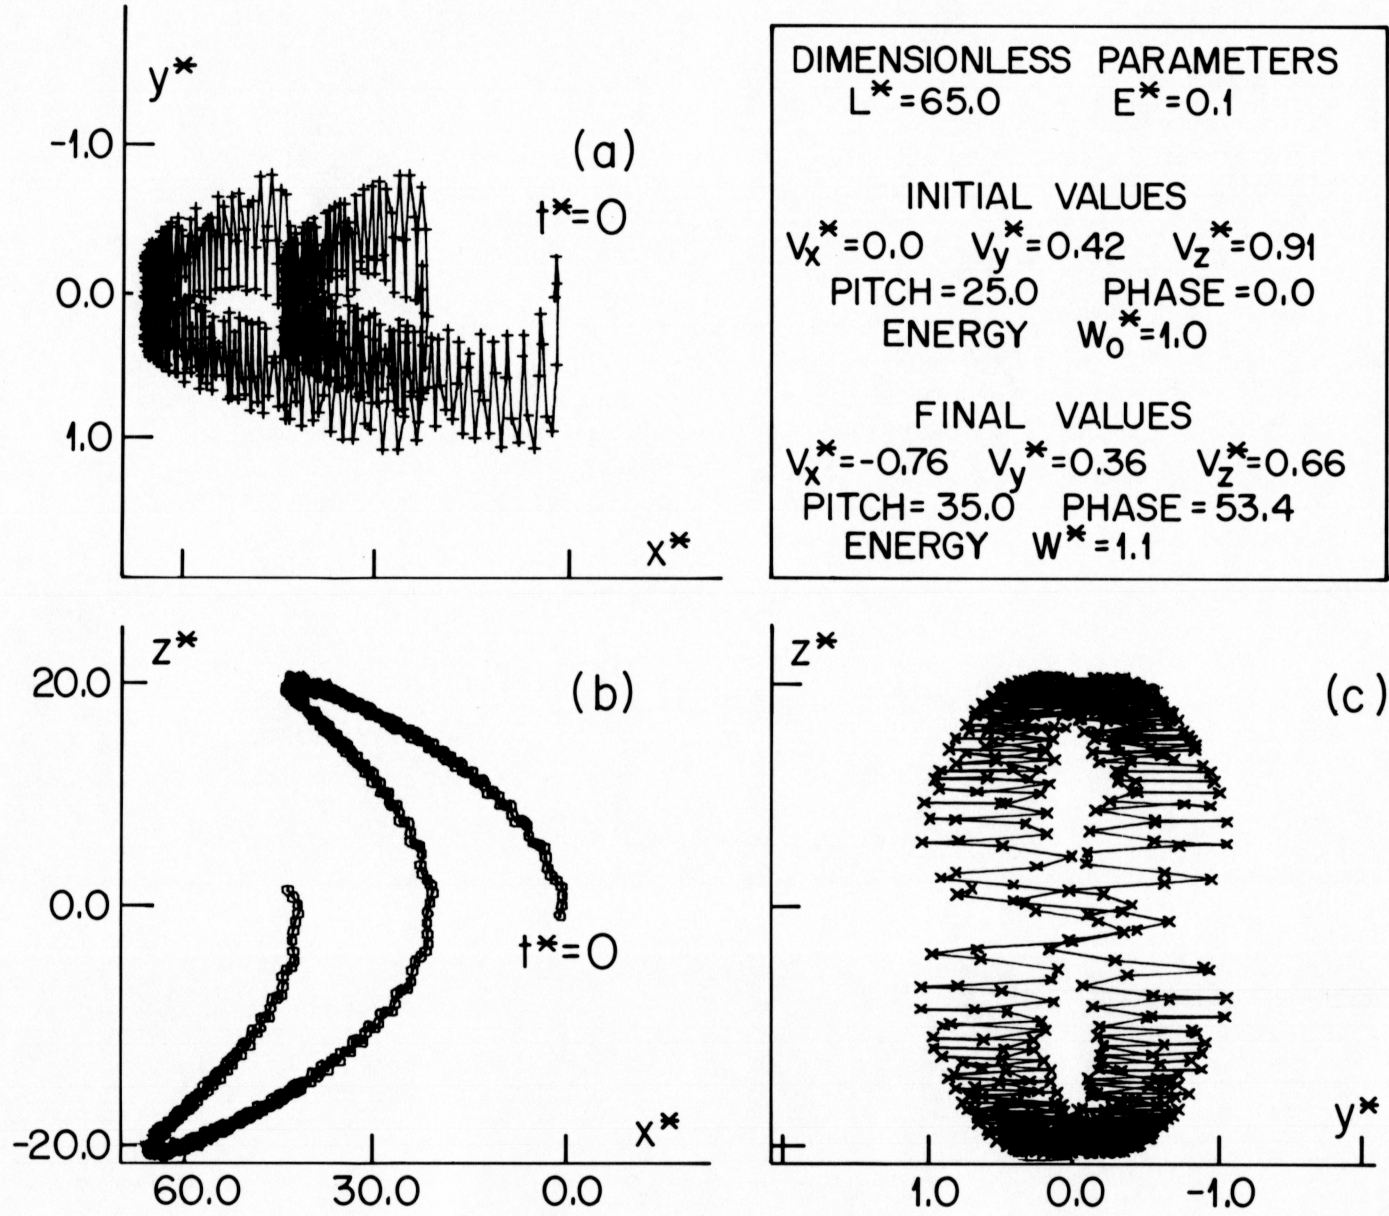 y*
-1.0
(a)
t*=0
0.0
1.0
x*
DIMENSIONLESS PARAMETERS
L*=65.0 E*=0.1
INITIAL VALUES
Vx*=0.0 Vy*=0.42 Vz*=0.91
PITCH=25.0 PHASE=0.0
ENERGY Wo*=1.0
FINAL VALUES
Vx*=-0.76 Vy*=0.36 Vz*=0.66
PITCH=35.0 PHASE=53.4
ENERGY W*=1.1
z*
20.0
(b)
0.0
t*=0
-20.0
x*
60.0 30.0 0.0
z*
(c)
y*
1.0 0.0 -1.0